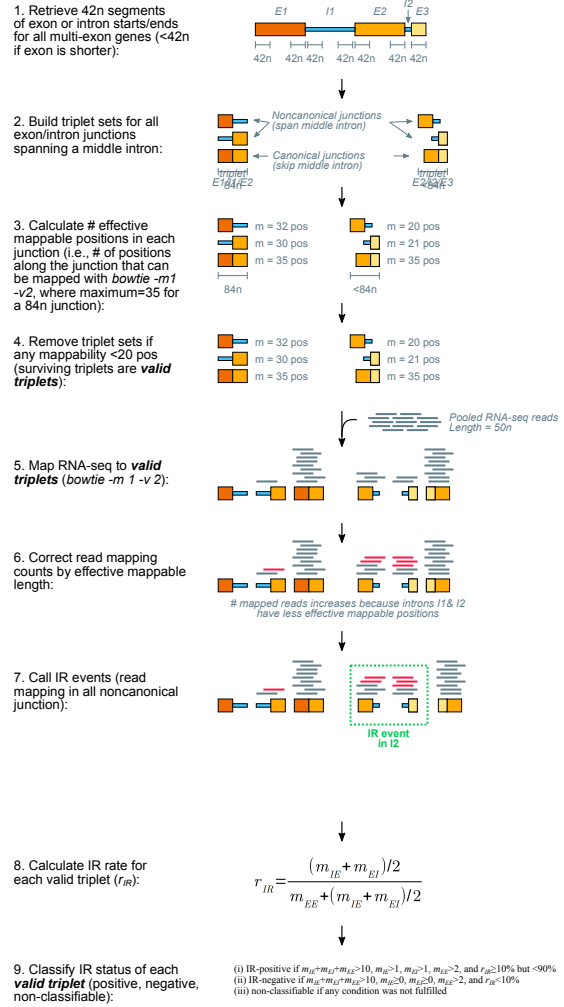 1. Retrieve 42n segments
of exon or intron starts/ends
for all multi-exon genes (<42n
if exon is shorter):
E1 I1 E2 I2 E3
42n 42n 42n 42n 42n 42n
2. Build triplet sets for all
exon/intron junctions
spanning a middle intron:
Noncanonical junctions
(span middle intron)
Canonical junctions
(skip middle intron)
triplet
E1/I1/E2
84n
triplet
E2/I2/E3
<84n
3. Calculate # effective
mappable positions in each
junction (i.e., # of positions
along the junction that can
be mapped with bowtie -m1
-v2, where maximum=35 for
a 84n junction):
m = 32 pos
m = 30 pos
m = 35 pos
84n
m = 20 pos
m = 21 pos
m = 35 pos
<84n
4. Remove triplet sets if
any mappability <20 pos
(surviving triplets are valid
triplets):
m = 32 pos
m = 30 pos
m = 35 pos
m = 20 pos
m = 21 pos
m = 35 pos
Pooled RNA-seq reads
Length = 50n
5. Map RNA-seq to valid
triplets (bowtie -m 1 -v 2):
6. Correct read mapping
counts by effective mappable
length:
# mapped reads increases because introns I1& I2
have less effective mappable positions
7. Call IR events (read
mapping in all noncanonical
junction):
IR event
in I2
8. Calculate IR rate for
each valid triplet (rIR):
rIR = (mIE + mEI)/2 / mEE + (mIE + mEI)/2
9. Classify IR status of each
valid triplet (positive, negative,
non-classifiable):
(i) IR-positive if mIE+mEI+mEE>10, mIE>1, mEI>1, mEE>2, and rIR≥10% but <90%
(ii) IR-negative if mIE+mEI+mEE>10, mIE≥0, mEI≥0, mEE>2, and rIR<10%
(iii) non-classifiable if any condition was not fulfilled